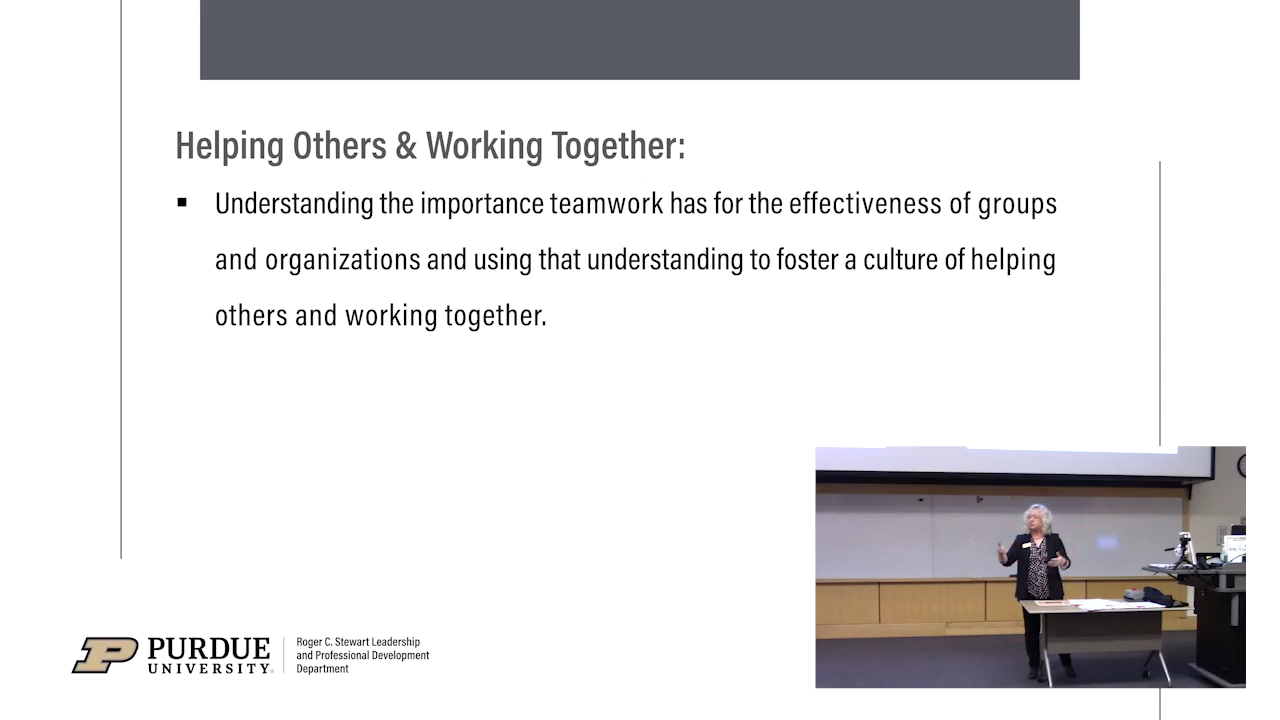 Helping Others & Working Together:
▪ Understanding the importance teamwork has for the effectiveness of groups
and organizations and using that understanding to foster a culture of helping
others and working together.
PURDUE
UNIVERSITY®
Roger C. Stewart Leadership
and Professional Development
Department